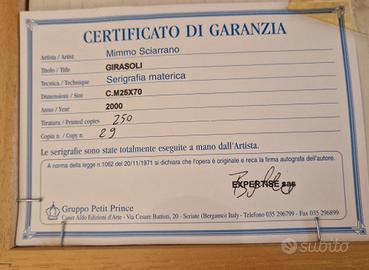 CERTIFICATO DI GARANZIA
Artista / Artist Mimmo Sciarrano
Titolo / Title GIRASOLI
Tecnica / Technique Serigrafia materica
Dimensioni / Size C.M25X70
Anno / Year 2000
Tiratura / Printed copies 250
Copia n. / Copy n. 29
Le serigrafie sono state totalmente eseguite a mano dall'Artista.
A norma della legge n.1062 del 20/11/1971 si dichiara che l'opera è originale e reca la firma autografa dell'autore.
EXPERTISE sas
Gruppo Petit Prince
Casar Aldo Edizioni d'Arte - Via Cesare Battisti, 20 - Seriate (Bergamo) Italy - Telefono 035 296799 - Fax 035 296899
subito